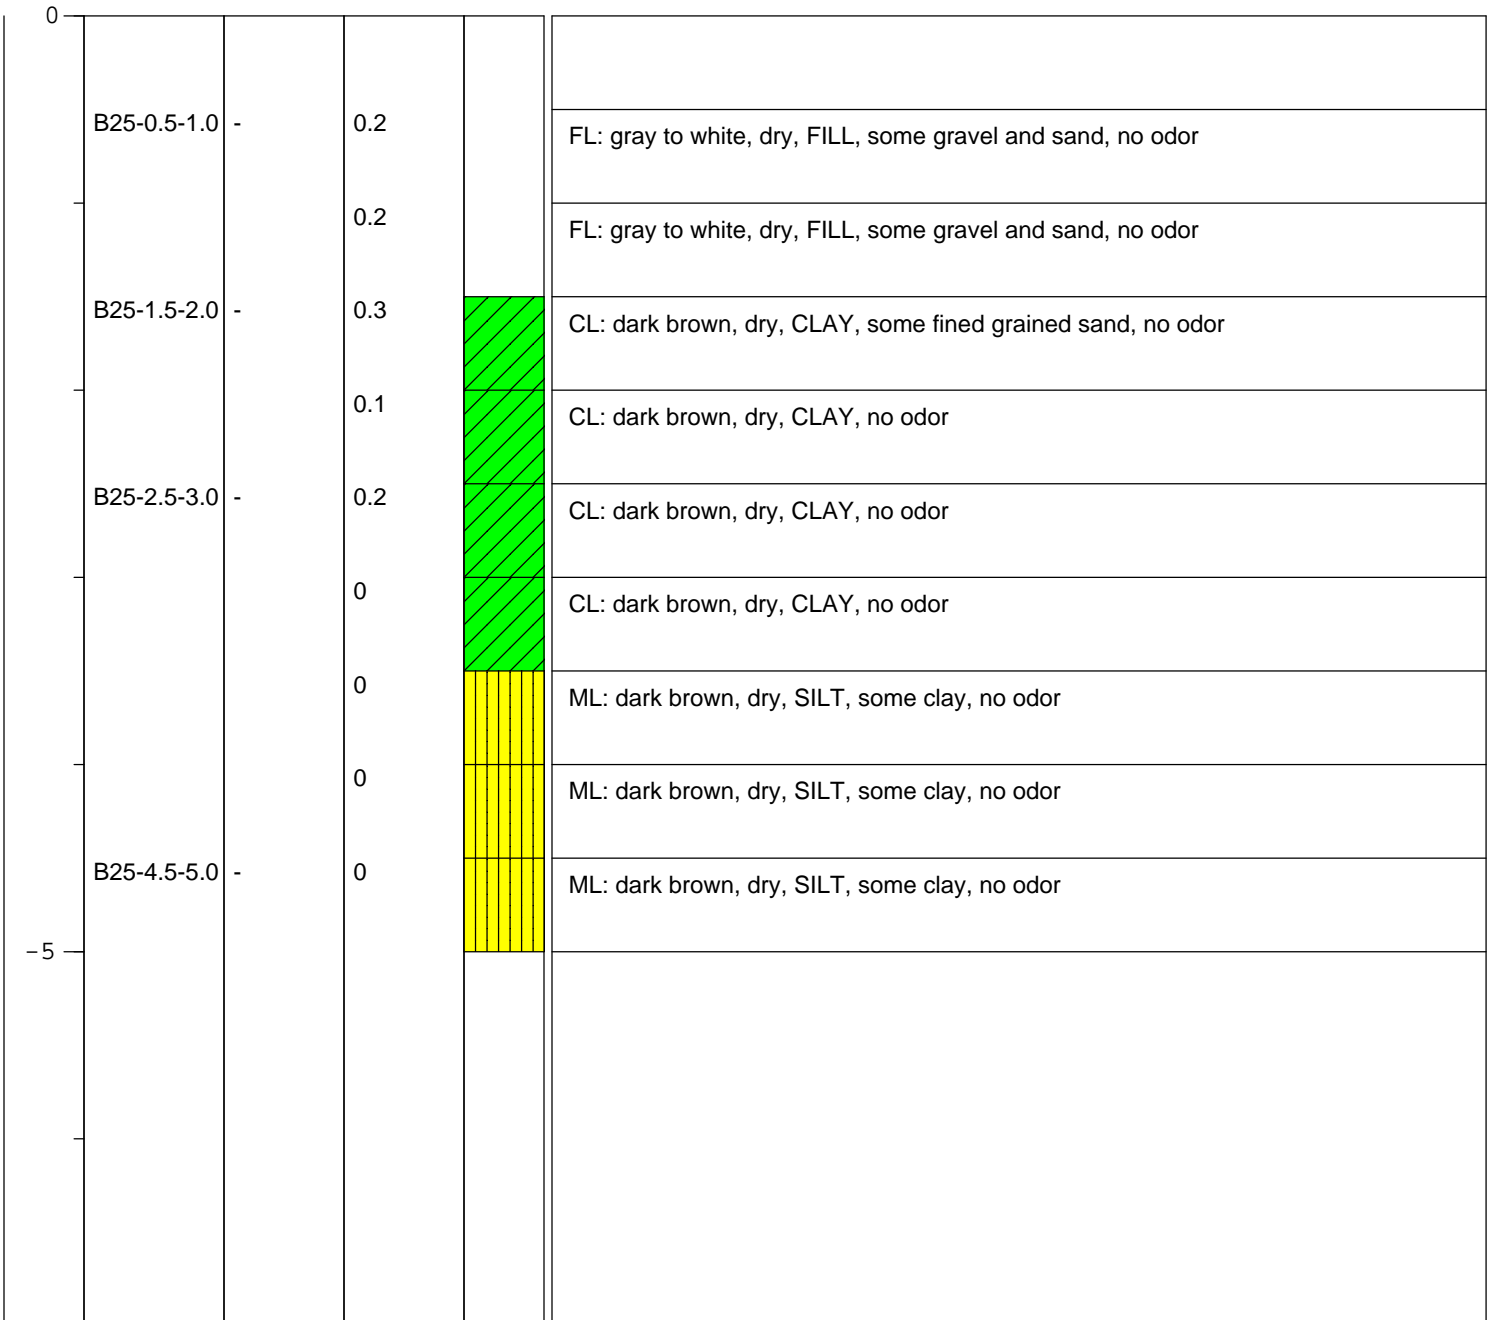 0
B25-0.5-1.0 - 0.2
FL: gray to white, dry, FILL, some gravel and sand, no odor
0.2
FL: gray to white, dry, FILL, some gravel and sand, no odor
B25-1.5-2.0 - 0.3
CL: dark brown, dry, CLAY, some fined grained sand, no odor
0.1
CL: dark brown, dry, CLAY, no odor
B25-2.5-3.0 - 0.2
CL: dark brown, dry, CLAY, no odor
0
CL: dark brown, dry, CLAY, no odor
0
ML: dark brown, dry, SILT, some clay, no odor
0
ML: dark brown, dry, SILT, some clay, no odor
B25-4.5-5.0 - 0
ML: dark brown, dry, SILT, some clay, no odor
-5